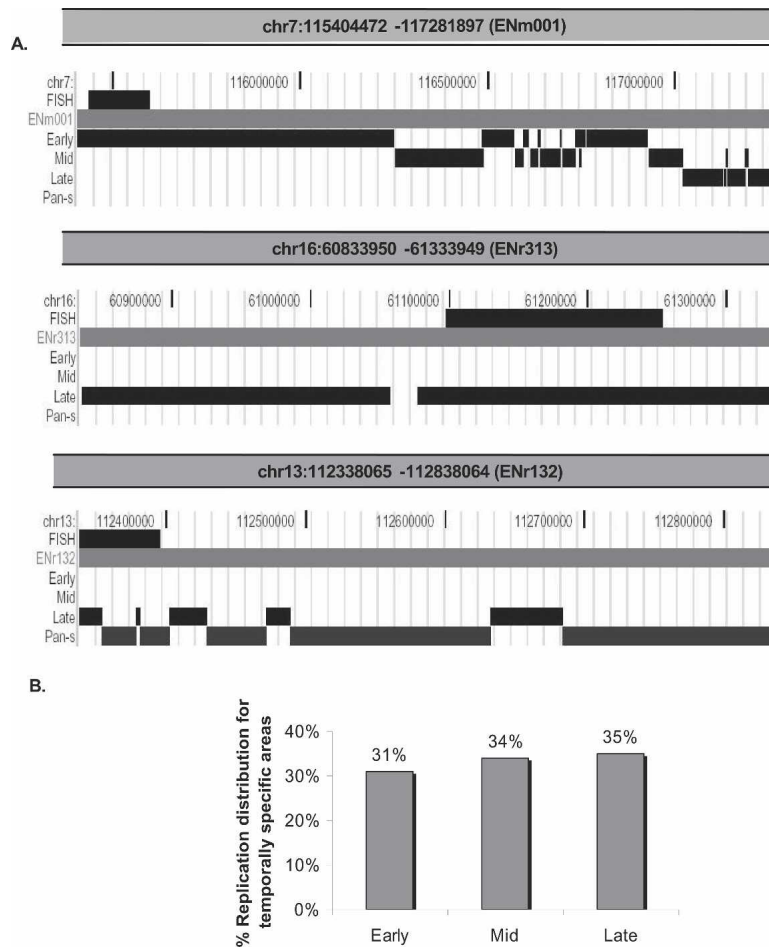 chr7:115404472 -117281897 (ENm001)
A.
chr7: 116000000 116500000 117000000
FISH
ENm001
Early
Mid
Late
Pan-s
chr16:60833950 -61333949 (ENr313)
chr16: 60900000 61000000 61100000 61200000 61300000
FISH
ENr313
Early
Mid
Late
Pan-s
chr13:112338065 -112838064 (ENr132)
chr13: 112400000 112500000 112600000 112700000 112800000
FISH
ENr132
Early
Mid
Late
Pan-s
B.
% Replication distribution for
temporally specific areas
40%
30%
20%
10%
0%
31%
34%
35%
Early Mid Late